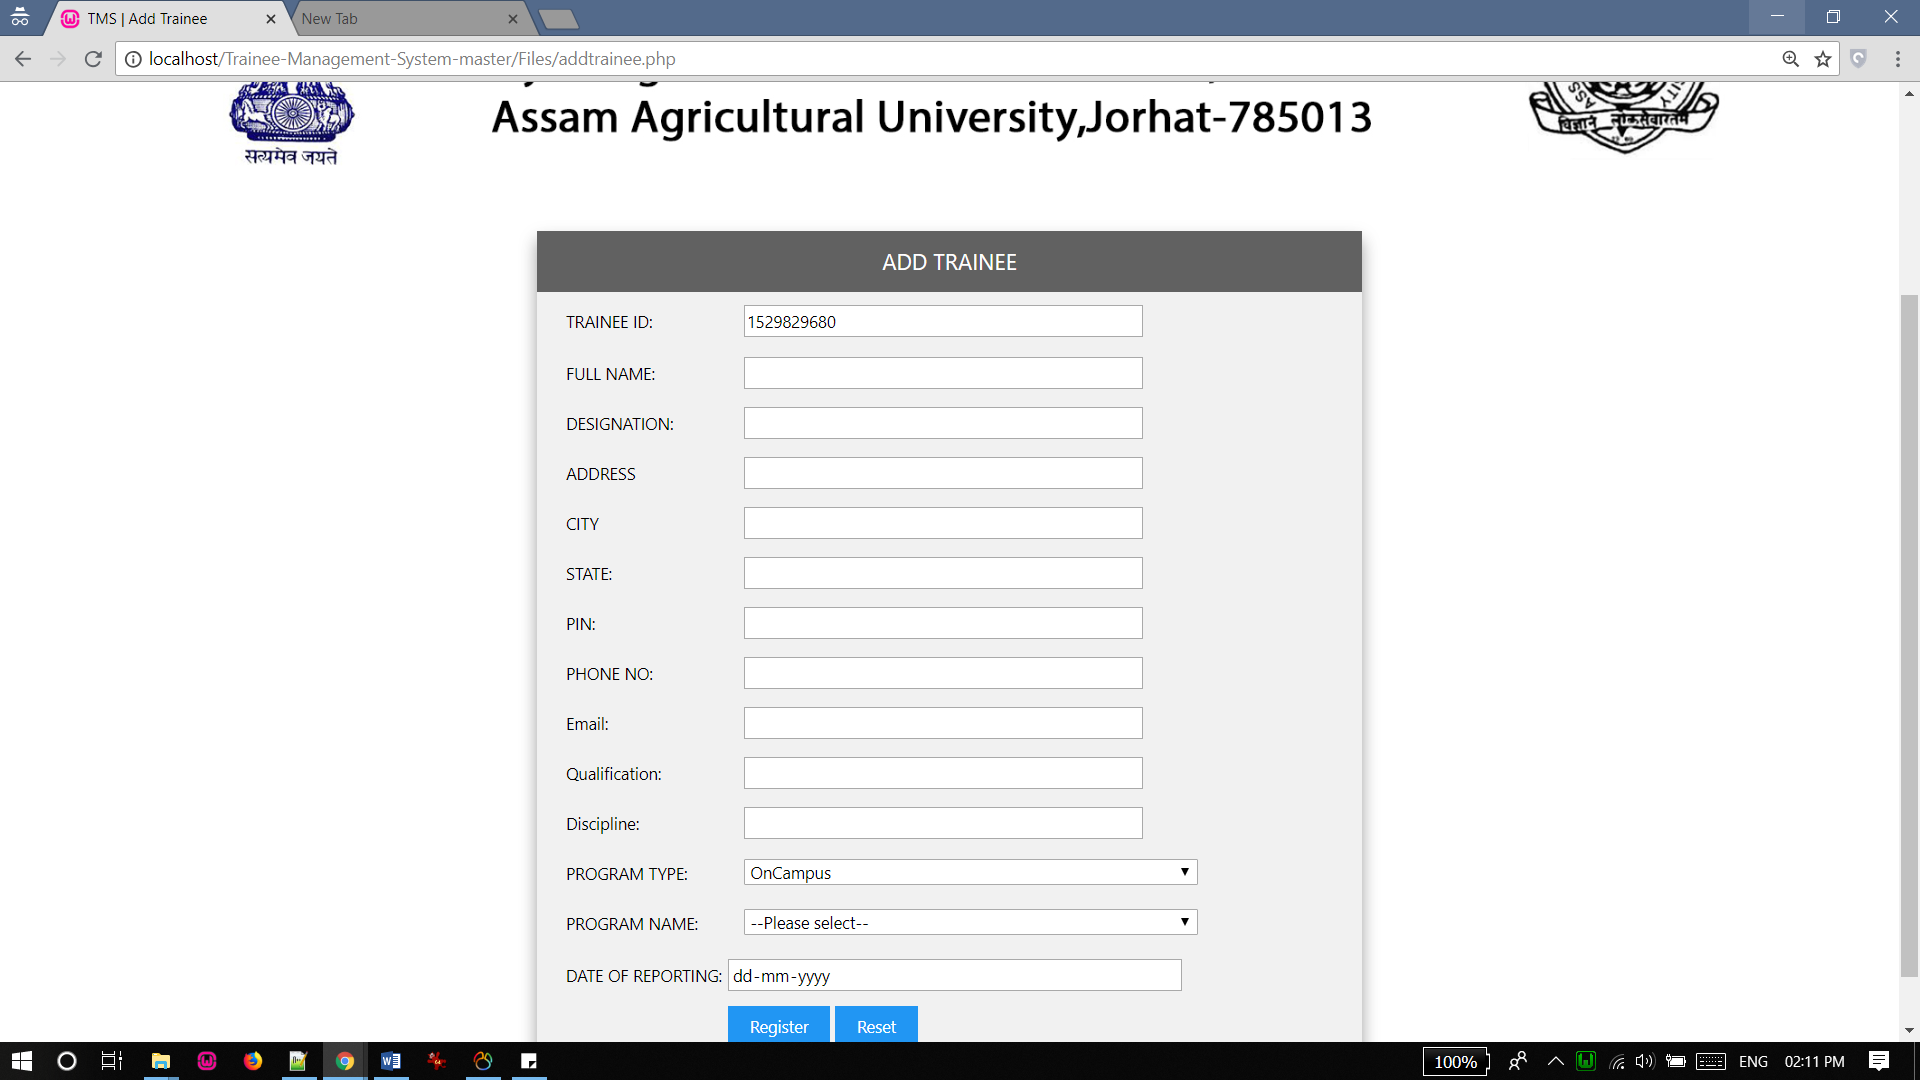 TMS | Add Trainee
New Tab
localhost/Trainee-Management-System-master/Files/addtrainee.php
Assam Agricultural University,Jorhat-785013
सत्यमेव जयते
ADD TRAINEE
TRAINEE ID: 1529829680
FULL NAME:
DESIGNATION:
ADDRESS
CITY
STATE:
PIN:
PHONE NO:
Email:
Qualification:
Discipline:
PROGRAM TYPE: OnCampus
PROGRAM NAME: --Please select--
DATE OF REPORTING: dd-mm-yyyy
Register Reset
100% ENG 02:11 PM